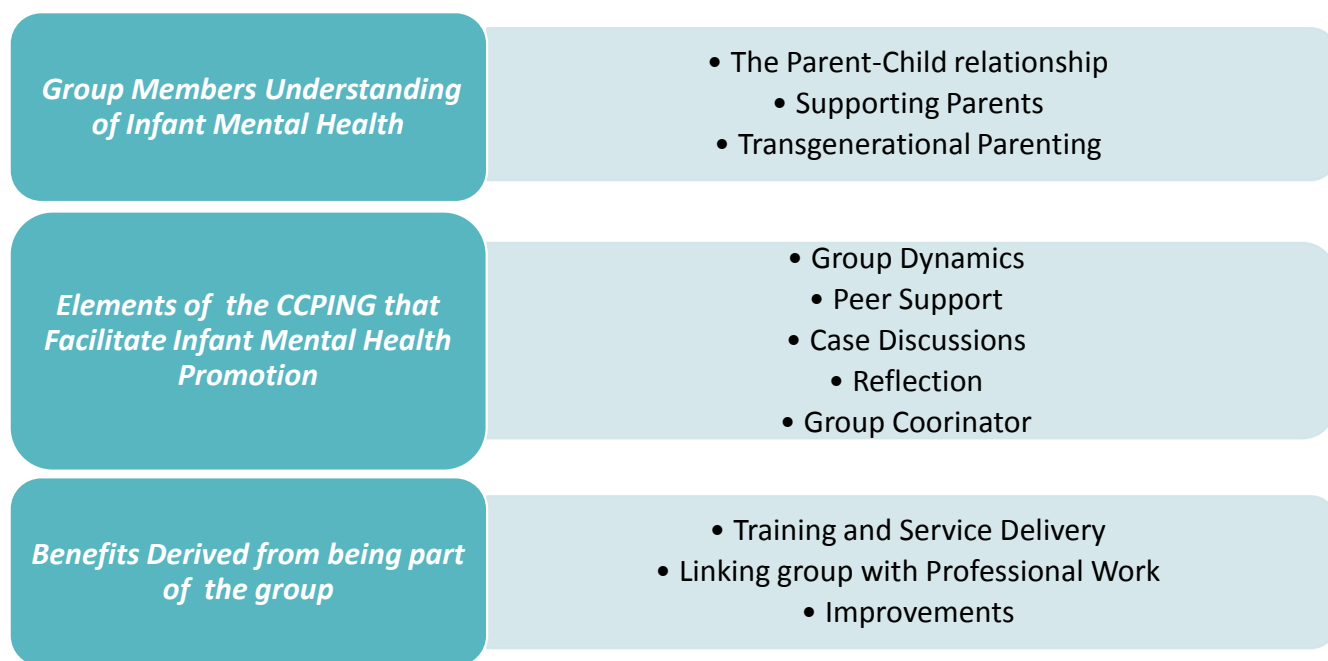 Group Members Understanding
of Infant Mental Health
• The Parent-Child relationship
• Supporting Parents
• Transgenerational Parenting
Elements of the CCPING that
Facilitate Infant Mental Health
Promotion
• Group Dynamics
• Peer Support
• Case Discussions
• Reflection
• Group Coorinator
Benefits Derived from being part
of the group
• Training and Service Delivery
• Linking group with Professional Work
• Improvements